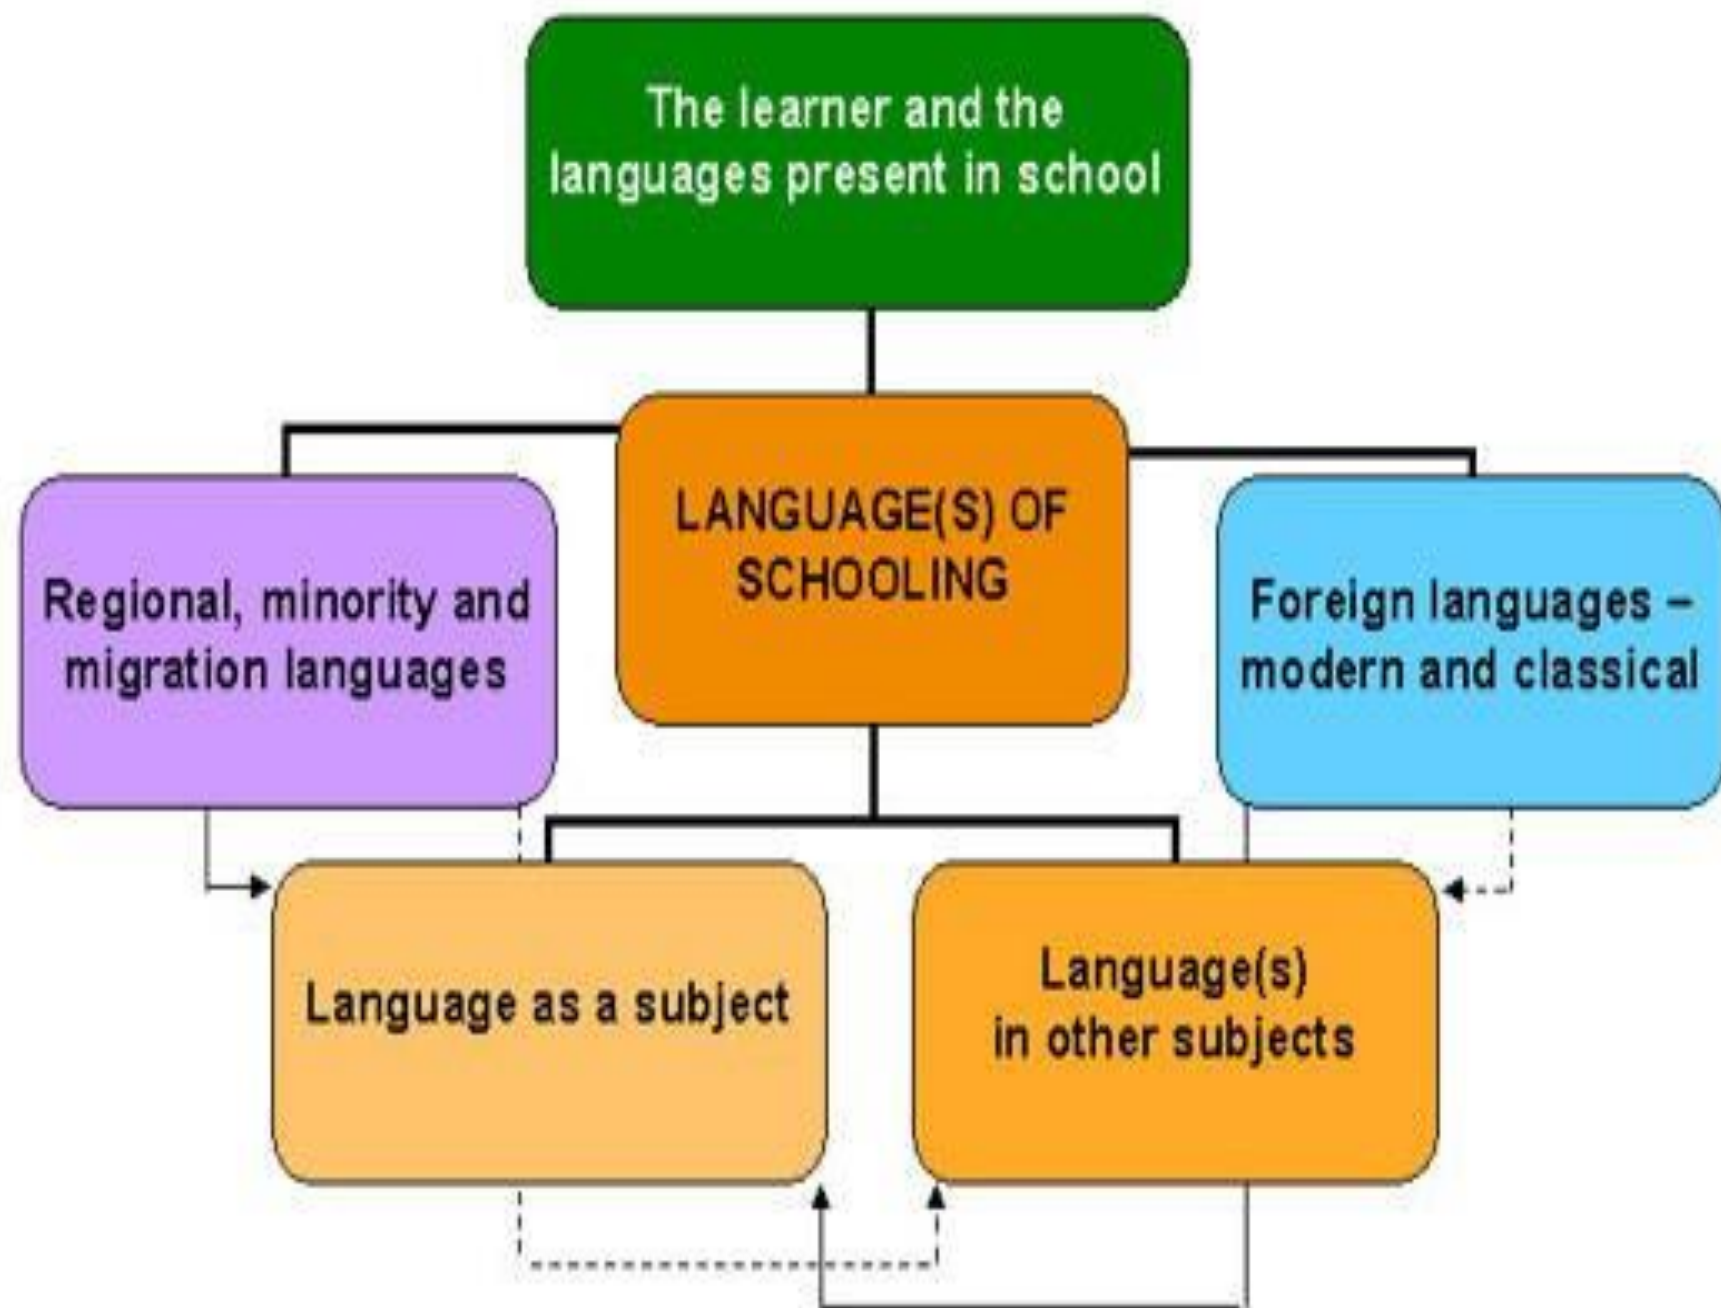 The learner and the
languages present in school
LANGUAGE(S) OF
SCHOOLING
Regional, minority and
migration languages
Foreign languages –
modern and classical
Language as a subject
Language(s)
in other subjects